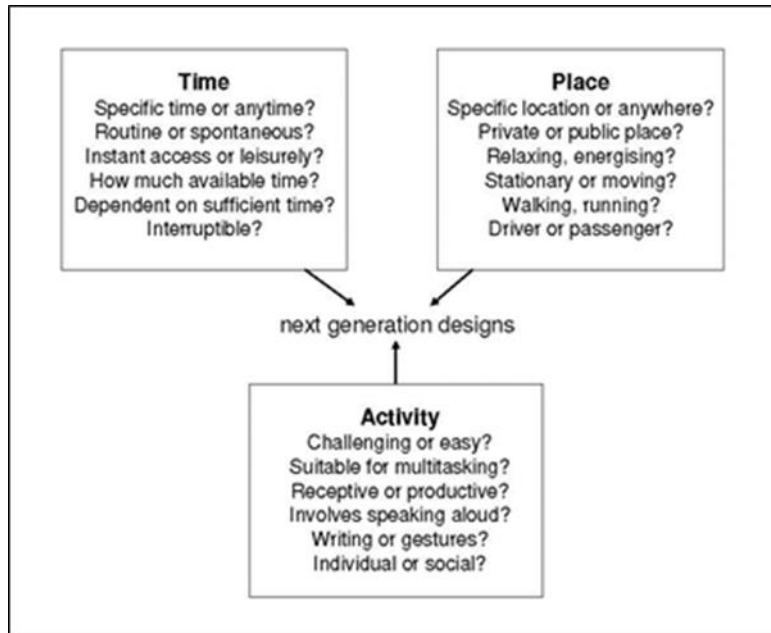 Time
Specific time or anytime?
Routine or spontaneous?
Instant access or leisurely?
How much available time?
Dependent on sufficient time?
Interruptible?
Place
Specific location or anywhere?
Private or public place?
Relaxing, energising?
Stationary or moving?
Walking, running?
Driver or passenger?
next generation designs
Activity
Challenging or easy?
Suitable for multitasking?
Receptive or productive?
Involves speaking aloud?
Writing or gestures?
Individual or social?